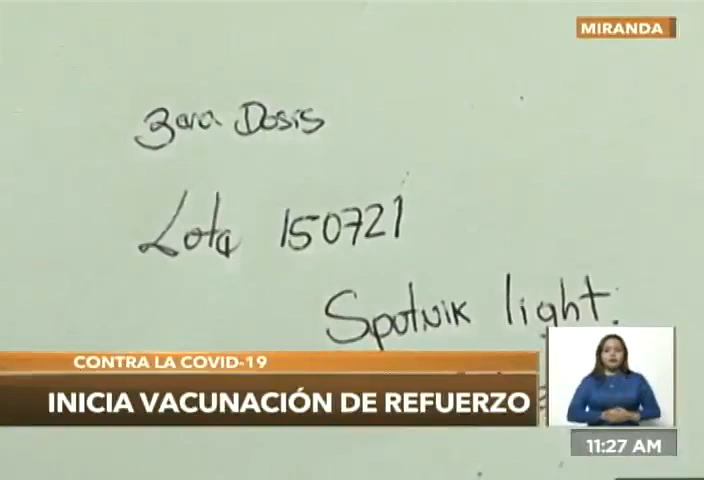 MIRANDA
3era Dosis
Lota 150721
Spotnik light.
CONTRA LA COVID-19
INICIA VACUNACIÓN DE REFUERZO
11:27 AM